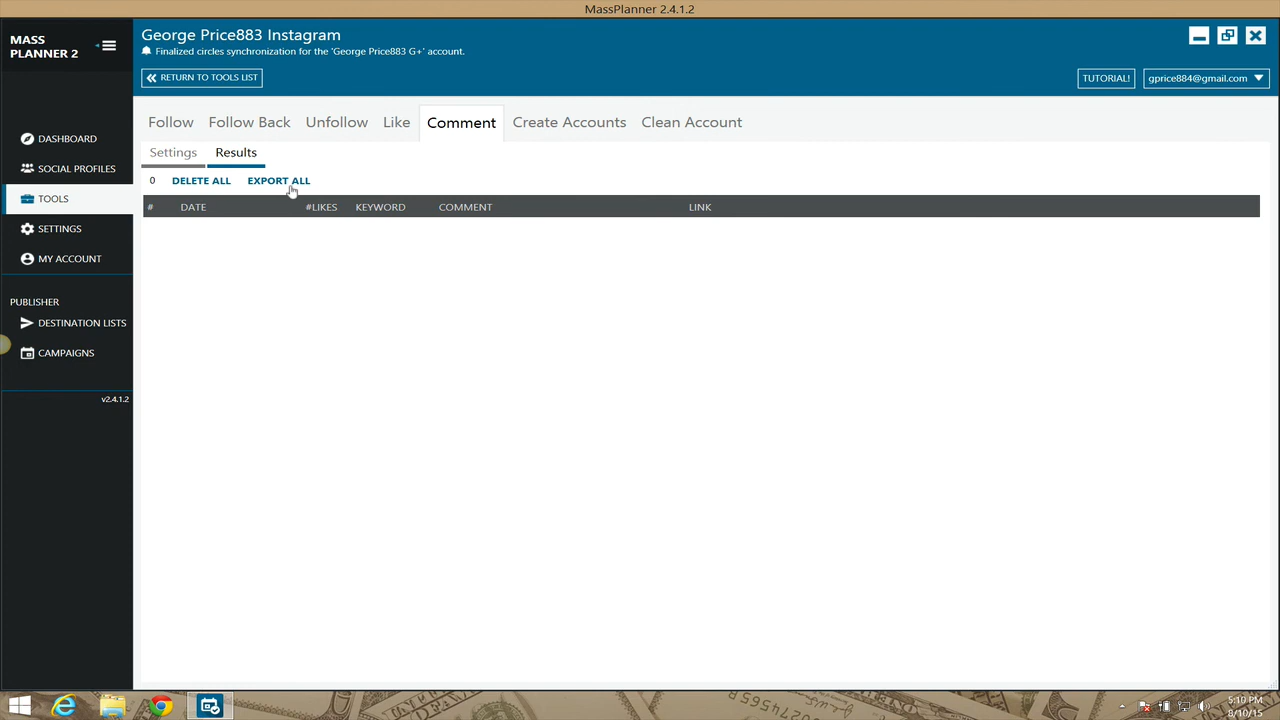 MassPlanner 2.4.1.2
MASS
PLANNER 2
George Price883 Instagram
Finalized circles synchronization for the 'George Price883 G+' account.
RETURN TO TOOLS LIST
TUTORIAL!
gprice884@gmail.com
Follow
Follow Back
Unfollow
Like
Comment
Create Accounts
Clean Account
Settings
Results
0
DELETE ALL
EXPORT ALL
#
DATE
#LIKES
KEYWORD
COMMENT
LINK
DASHBOARD
SOCIAL PROFILES
TOOLS
SETTINGS
MY ACCOUNT
PUBLISHER
DESTINATION LISTS
CAMPAIGNS
v2.4.1.2
5:10 PM
8/10/15